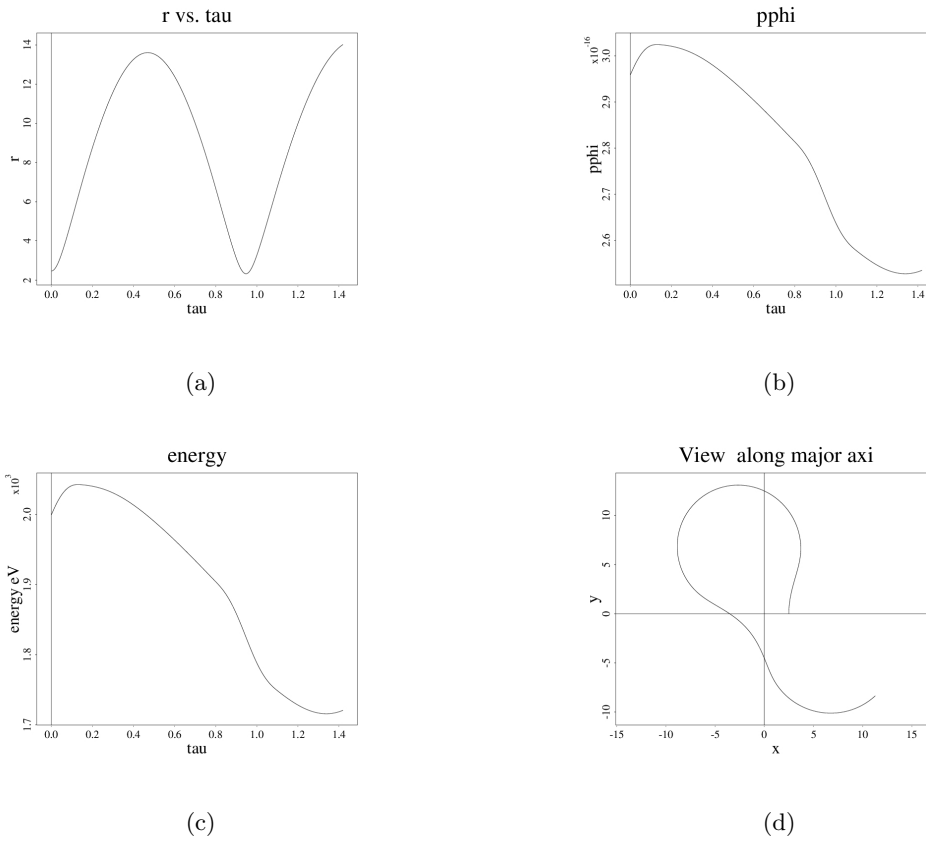 r vs. tau
r
14
12
10
8
6
4
2
0.0 0.2 0.4 0.6 0.8 1.0 1.2 1.4
tau
(a)
pphi
x10-16
pphi
3.0
2.9
2.8
2.7
2.6
0.0 0.2 0.4 0.6 0.8 1.0 1.2 1.4
tau
(b)
energy
x10 3
energy eV
2.0
1.9
1.8
1.7
0.0 0.2 0.4 0.6 0.8 1.0 1.2 1.4
tau
(c)
View along major axi
y
10
5
0
-5
-10
-15 -10 -5 0 5 10 15
x
(d)